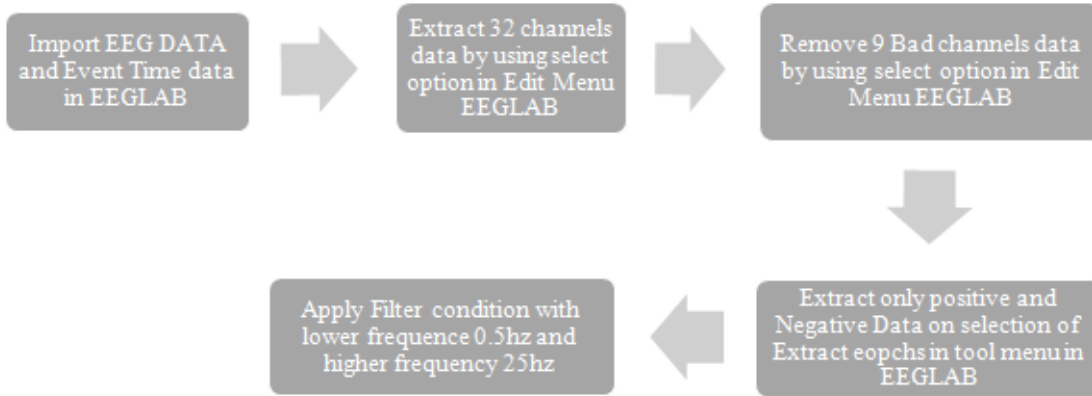 Import EEG DATA
and Event Time data
in EEGLAB
Extract 32 channels
data by using select
option in Edit Menu
EEGLAB
Remove 9 Bad channels data
by using select option in Edit
Menu EEGLAB
Extract only positive and
Negative Data on selection of
Extract eopchs in tool menu in
EEGLAB
Apply Filter condition with
lower frequence 0.5hz and
higher frequency 25hz